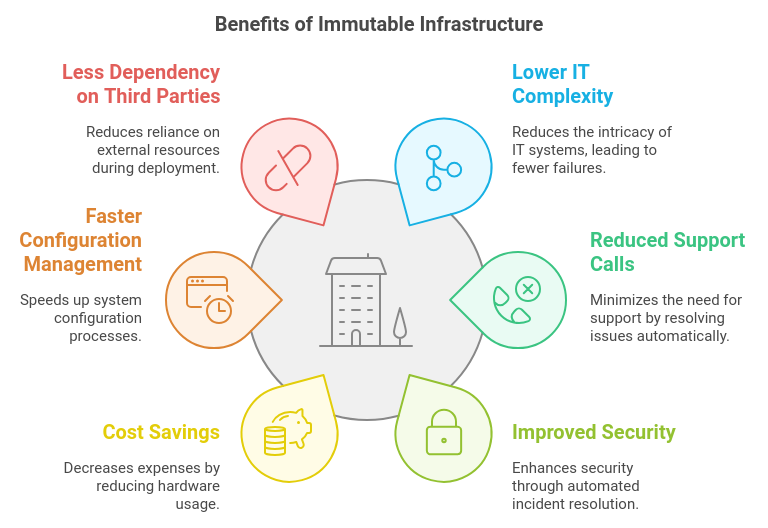 Benefits of Immutable Infrastructure
Less Dependency
on Third Parties
Reduces reliance on
external resources
during deployment.
Lower IT
Complexity
Reduces the intricacy of
IT systems, leading to
fewer failures.
Faster
Configuration
Management
Speeds up system
configuration
processes.
Reduced Support
Calls
Minimizes the need for
support by resolving
issues automatically.
Cost Savings
Decreases expenses by
reducing hardware
usage.
Improved Security
Enhances security
through automated
incident resolution.